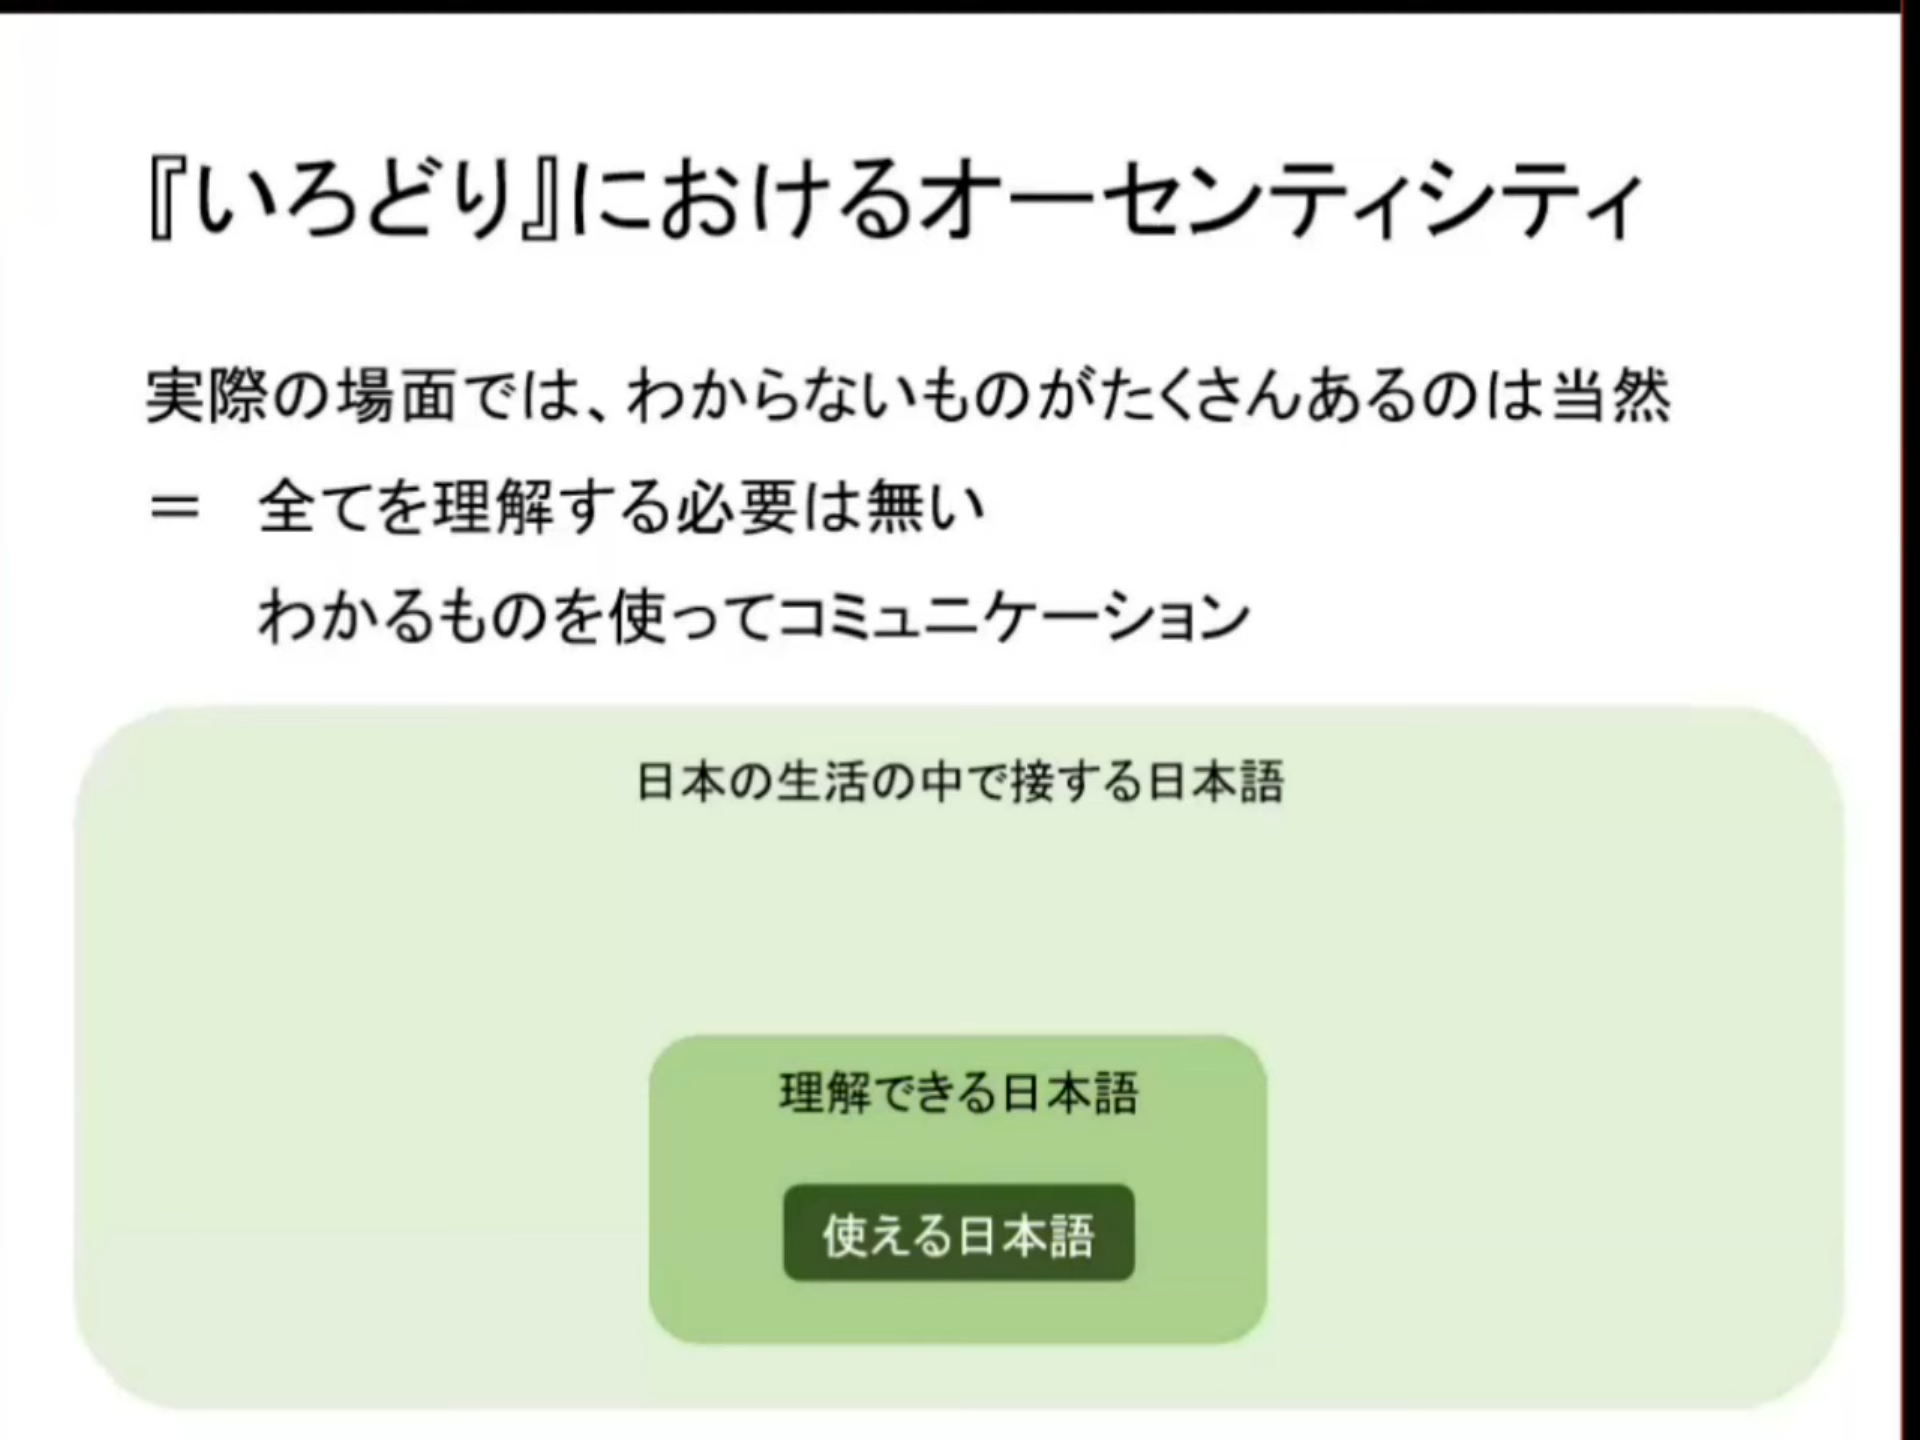 『いろどり』におけるオーセンティシティ
実際の場面では、わからないものがたくさんあるのは当然
＝　全てを理解する必要は無い
わかるものを使ってコミュニケーション
日本の生活の中で接する日本語
理解できる日本語
使える日本語